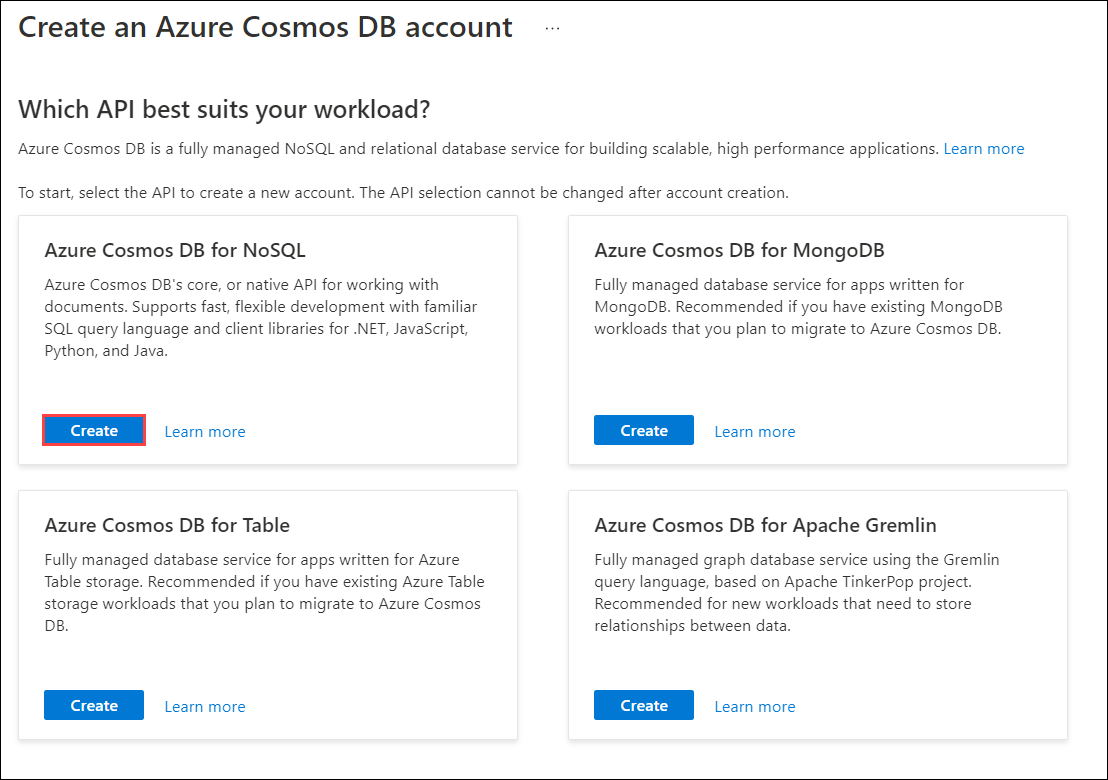 Create an Azure Cosmos DB account ...
Which API best suits your workload?
Azure Cosmos DB is a fully managed NoSQL and relational database service for building scalable, high performance applications. Learn more
To start, select the API to create a new account. The API selection cannot be changed after account creation.
Azure Cosmos DB for NoSQL
Azure Cosmos DB's core, or native API for working with
documents. Supports fast, flexible development with familiar
SQL query language and client libraries for .NET, JavaScript,
Python, and Java.
Create Learn more
Azure Cosmos DB for MongoDB
Fully managed database service for apps written for
MongoDB. Recommended if you have existing MongoDB
workloads that you plan to migrate to Azure Cosmos DB.
Create Learn more
Azure Cosmos DB for Table
Fully managed database service for apps written for Azure
Table storage. Recommended if you have existing Azure Table
storage workloads that you plan to migrate to Azure Cosmos
DB.
Create Learn more
Azure Cosmos DB for Apache Gremlin
Fully managed graph database service using the Gremlin
query language, based on Apache TinkerPop project.
Recommended for new workloads that need to store
relationships between data.
Create Learn more